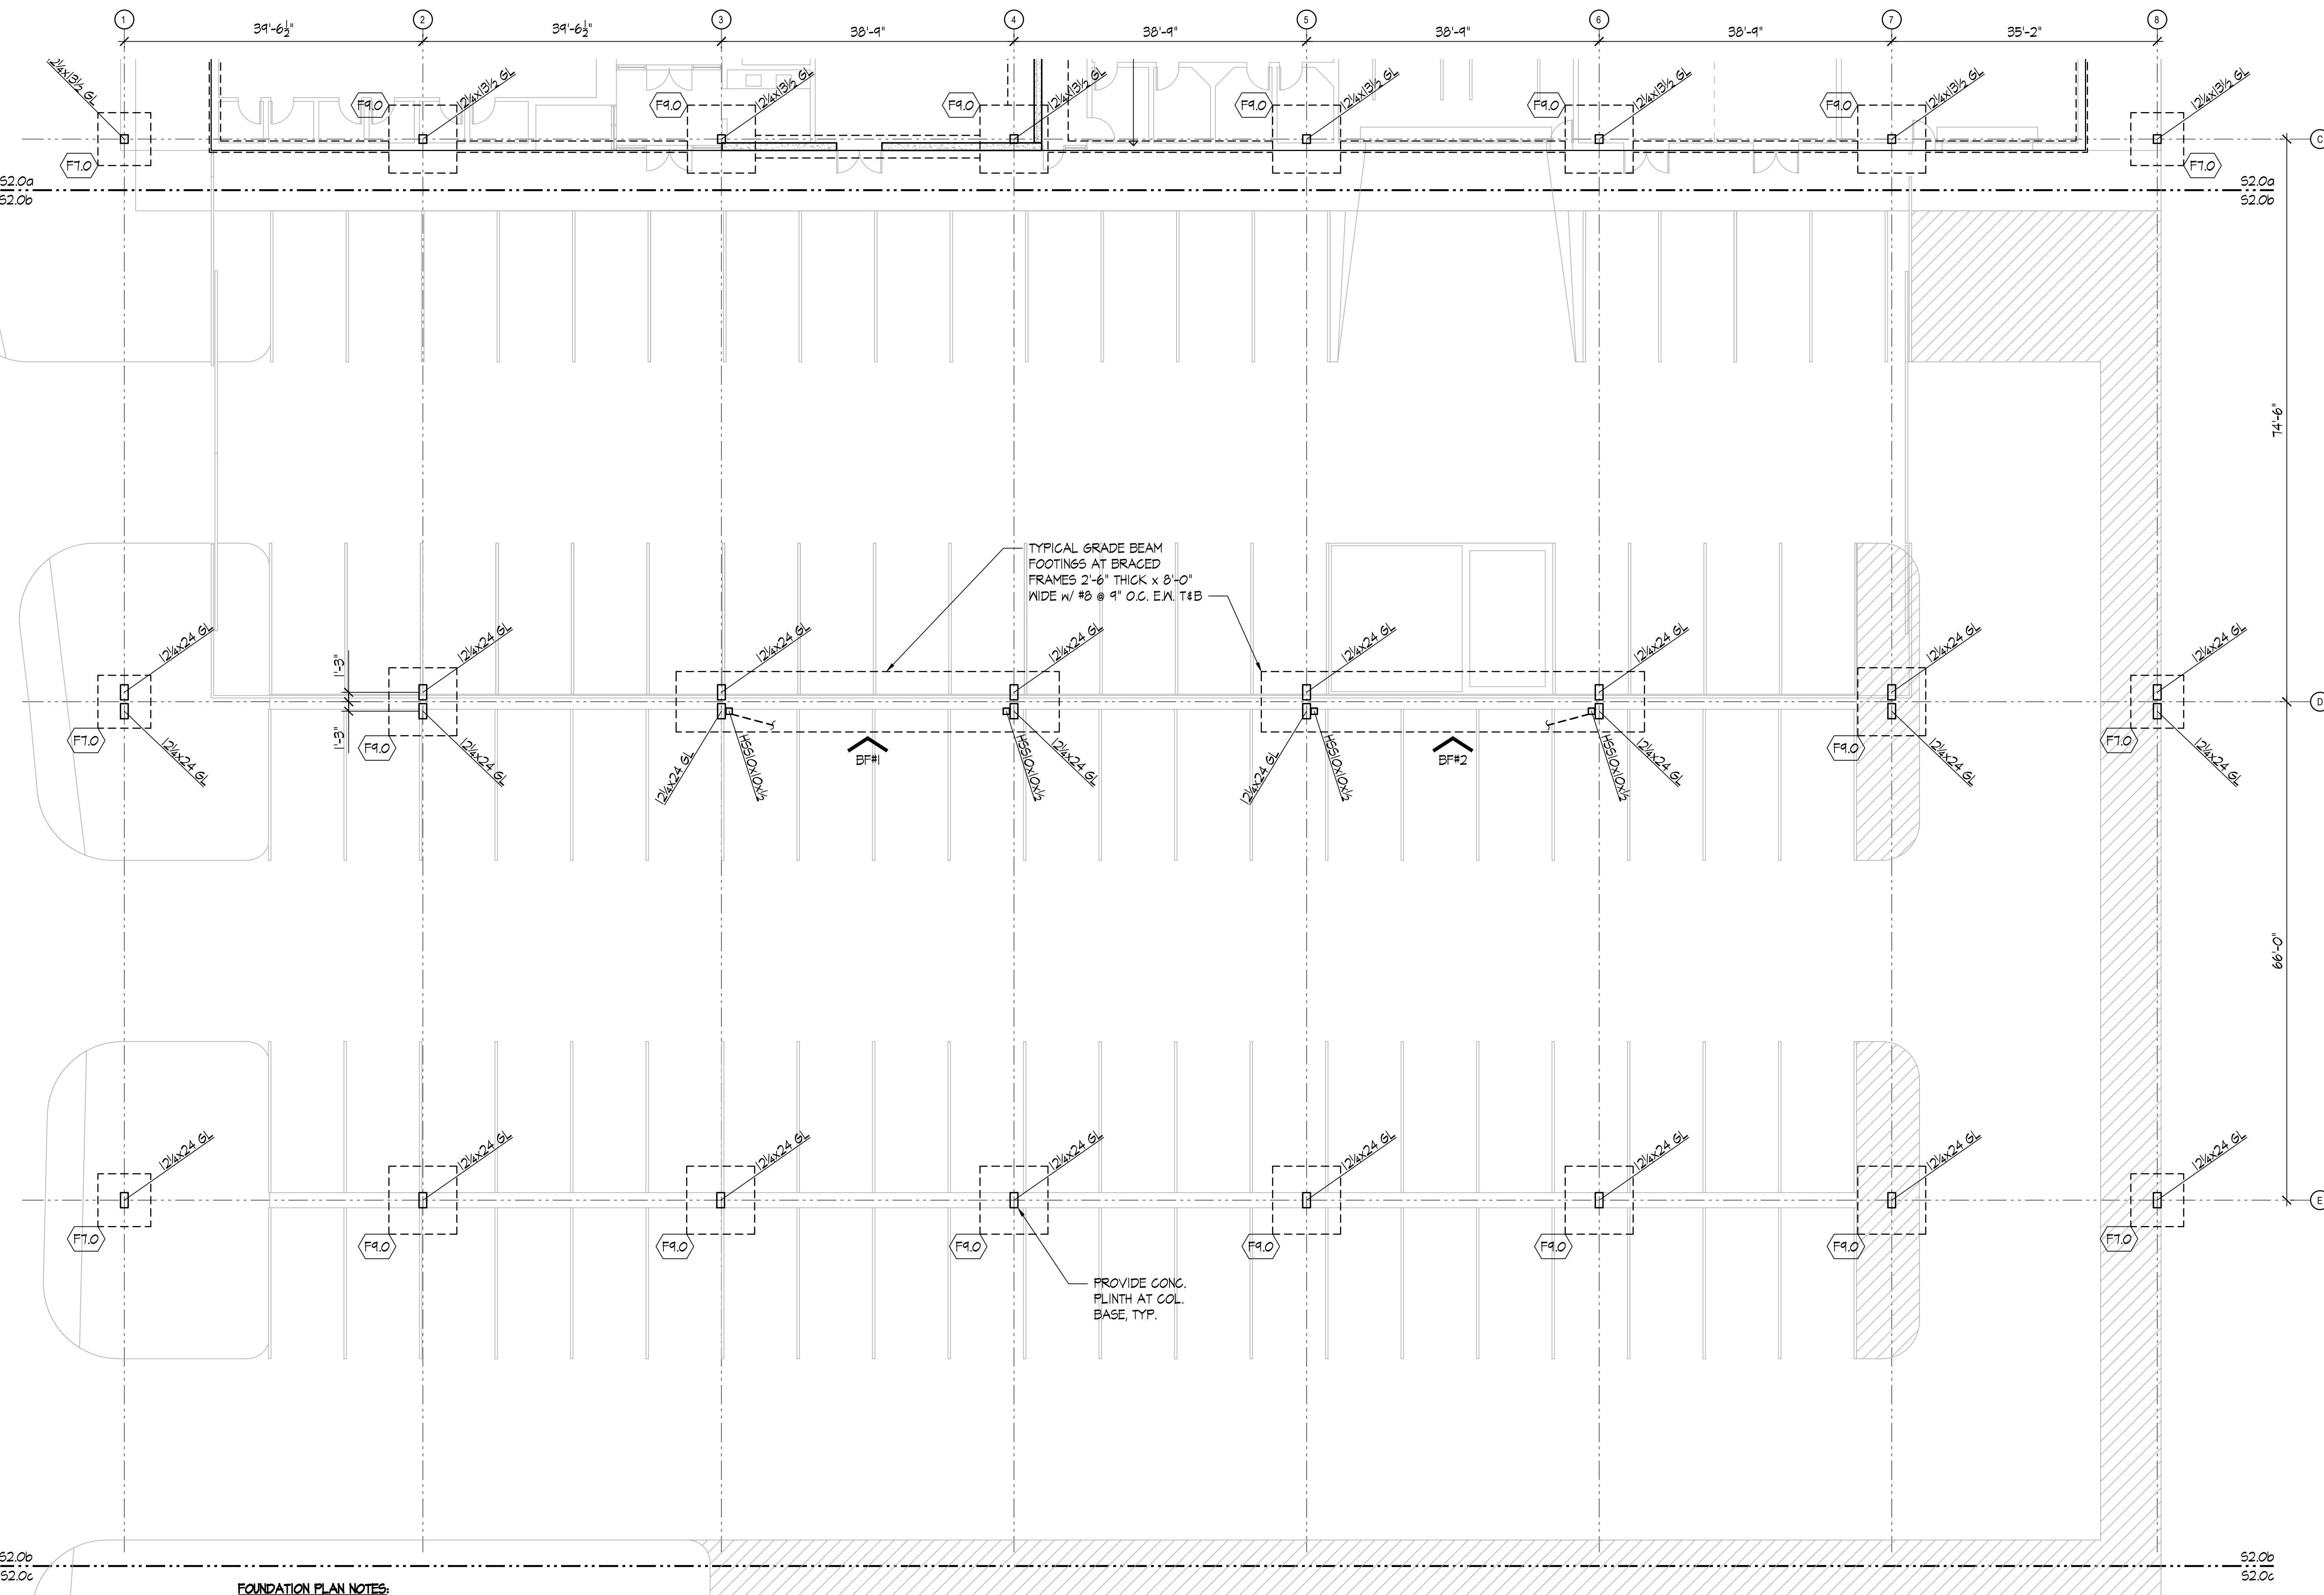 1 2 3 4 5 6 7 8
39'-6½" 39'-6½" 38'-9" 38'-9" 38'-9" 38'-9" 35'-2"
12¼x13½ GL 12¼x13½ GL 12¼x13½ GL 12¼x13½ GL 12¼x13½ GL 12¼x13½ GL 12¼x13½ GL
F9.0 F9.0 F9.0 F9.0 F9.0 F9.0
C
F7.0 F7.0
S2.0a S2.0a
S2.0b S2.0b
74'-6"
TYPICAL GRADE BEAM
FOOTINGS AT BRACED
FRAMES 2'-6" THICK x 8'-0"
WIDE w/ #8 @ 9" O.C. E.W. T&B
12¼x24 GL 12¼x24 GL 12¼x24 GL 12¼x24 GL 12¼x24 GL 12¼x24 GL 12¼x24 GL 12¼x24 GL
1'-3"
D
1'-3"
F7.0 F9.0 F9.0 F7.0
BF#1 BF#2
12¼x24 GL 12¼x24 GL 12¼x24 GL HSS10x10x½ HSS10x10x½ 12¼x24 GL 12¼x24 GL HSS10x10x½ HSS10x10x½ 12¼x24 GL 12¼x24 GL 12¼x24 GL
66'-0"
12¼x24 GL 12¼x24 GL 12¼x24 GL 12¼x24 GL 12¼x24 GL 12¼x24 GL 12¼x24 GL 12¼x24 GL
E
F7.0 F9.0 F9.0 F9.0 F9.0 F9.0 F9.0 F7.0
PROVIDE CONC.
PLINTH AT COL.
BASE, TYP.
S2.0b S2.0b
S2.0c S2.0c
FOUNDATION PLAN NOTES: